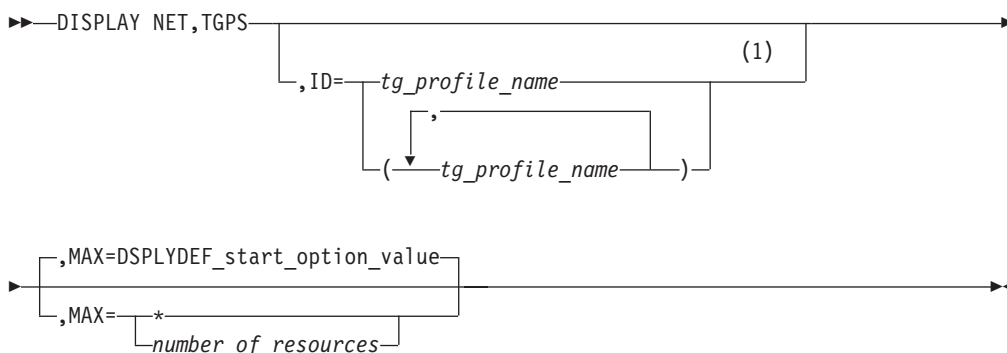 DISPLAY NET,TGPS
(1)
,ID= tg_profile_name
,
( tg_profile_name )
,MAX=DSPLYDEF_start_option_value
,MAX= *
number of resources